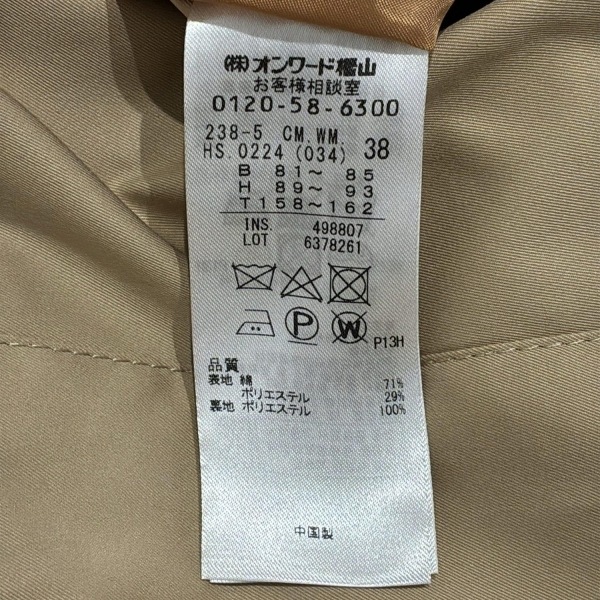 (株)オンワード樫山
お客様相談室
0120-58-6300
238-5 CM.WM.
HS.0224 (034) 38
B 81～ 85
H 89～ 93
T 158～162
INS. 498807
LOT 6378261
P W P13H
品質
表地 綿 71%
ポリエステル 29%
裏地 ポリエステル 100%
中国製